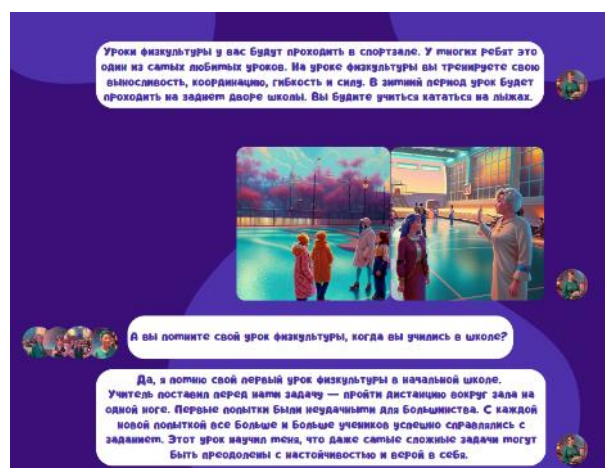 Уроки физкультуры у вас будут проходить в спортзале. У многих ребят это
один из самых любимых уроков. На уроке физкультуры вы тренируете свою
выносливость, координацию, гибкость и силу. В зимний период урок будет
проходить на заднем дворе школы. Вы будите учиться кататься на лыжах.
А вы помните свой урок физкультуры, когда вы учились в школе?
Да, я помню свой первый урок физкультуры в начальной школе.
Учитель поставил перед нами задачу — пройти дистанцию вокруг зала на
одной ноге. Первые попытки были неудачными для большинства. С каждой
новой попыткой все больше и больше учеников успешно справлялись с
заданием. Этот урок научил меня, что даже самые сложные задачи могут
быть преодолены с настойчивостью и верой в себя.